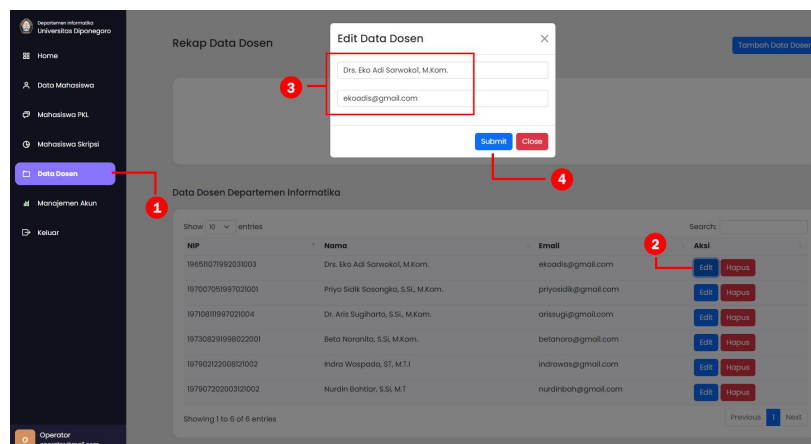 Departemen Informatika
Universitas Diponegoro
Home
Data Mahasiswa
Mahasiswa PKL
Mahasiswa Skripsi
Data Dosen
Manajemen Akun
Keluar
O
Operator
Rekap Data Dosen
Tambah Data Dosen
Edit Data Dosen
Drs. Eko Adi Sarwoko1, M.Kom.
ekoadis@gmail.com
Submit Close
1
2
3
4
Data Dosen Departemen Informatika
Show 10 entries
Search:
NIP Nama Email Aksi
196511071992031003 Drs. Eko Adi Sarwoko1, M.Kom. ekoadis@gmail.com Edit Hapus
197007051997021001 Priyo Sidik Sasongko, S.Si., M.Kom. priyosidik@gmail.com Edit Hapus
197108111997021004 Dr. Aris Sugiharto, S.Si., M.Kom. arissugi@gmail.com Edit Hapus
197308291998022001 Beta Noranita, S.Si, M.Kom. betanora@gmail.com Edit Hapus
197902122008121002 Indra Waspada, ST, M.T.I indrawas@gmail.com Edit Hapus
197907202003121002 Nurdin Bahtiar, S.Si, M.T nurdinbah@gmail.com Edit Hapus
Showing 1 to 6 of 6 entries
Previous 1 Next